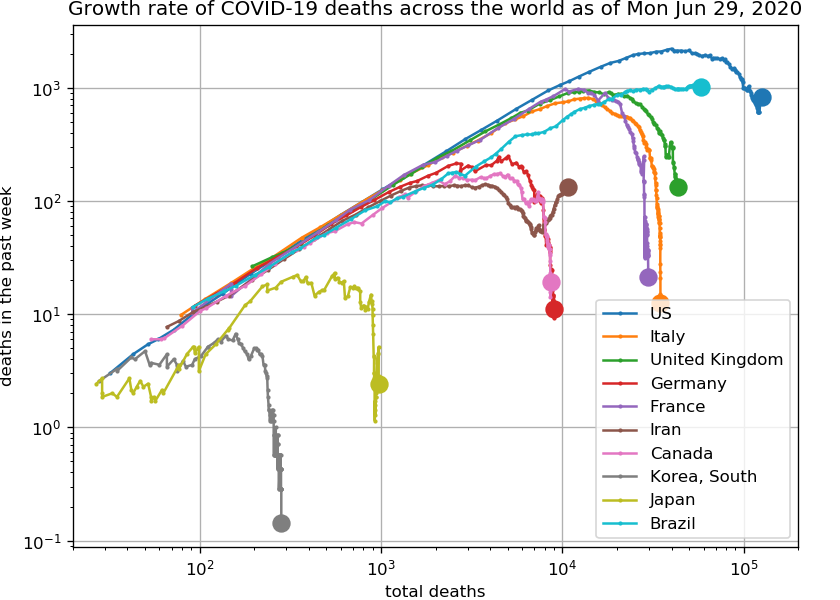 Growth rate of COVID-19 deaths across the world as of Mon Jun 29, 2020
deaths in the past week
10³
10²
10¹
10⁰
10⁻¹
US
Italy
United Kingdom
Germany
France
Iran
Canada
Korea, South
Japan
Brazil
10²
10³
10⁴
10⁵
total deaths